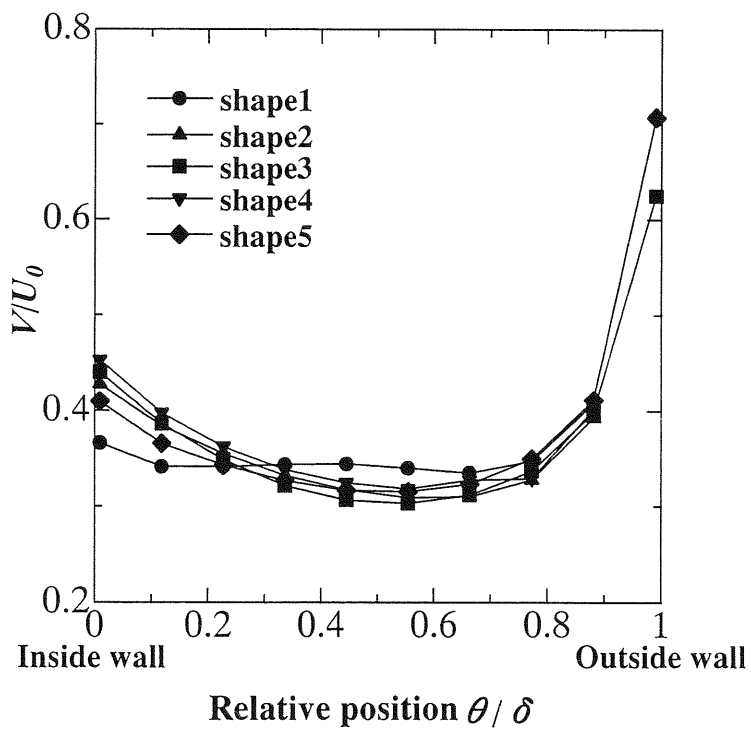 0.8
shape1
shape2
shape3
shape4
shape5
0.6
V/U0
0.4
0.2
0 0.2 0.4 0.6 0.8 1
Inside wall Outside wall
Relative position θ/ δ